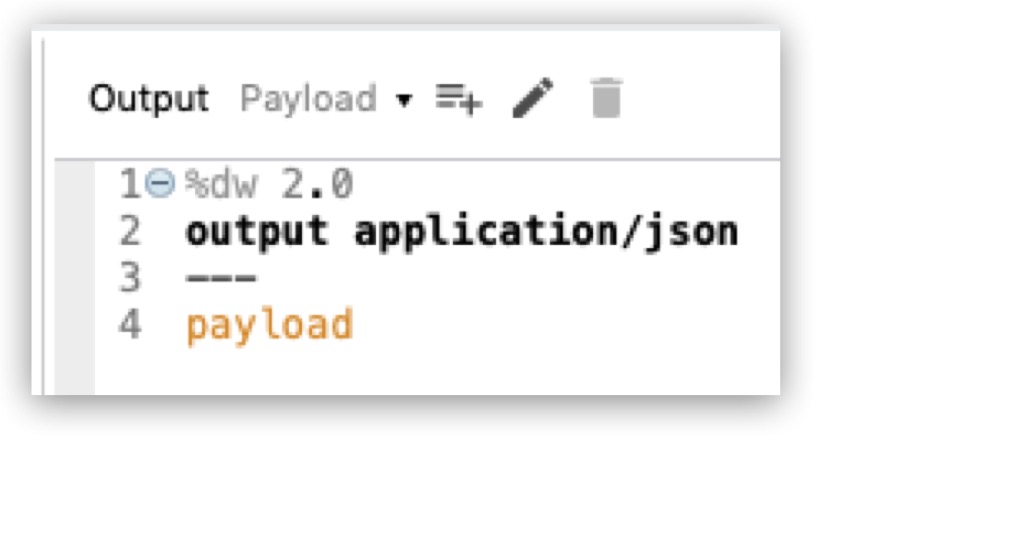 Output Payload
1 %dw 2.0
2 output application/json
3 ---
4 payload